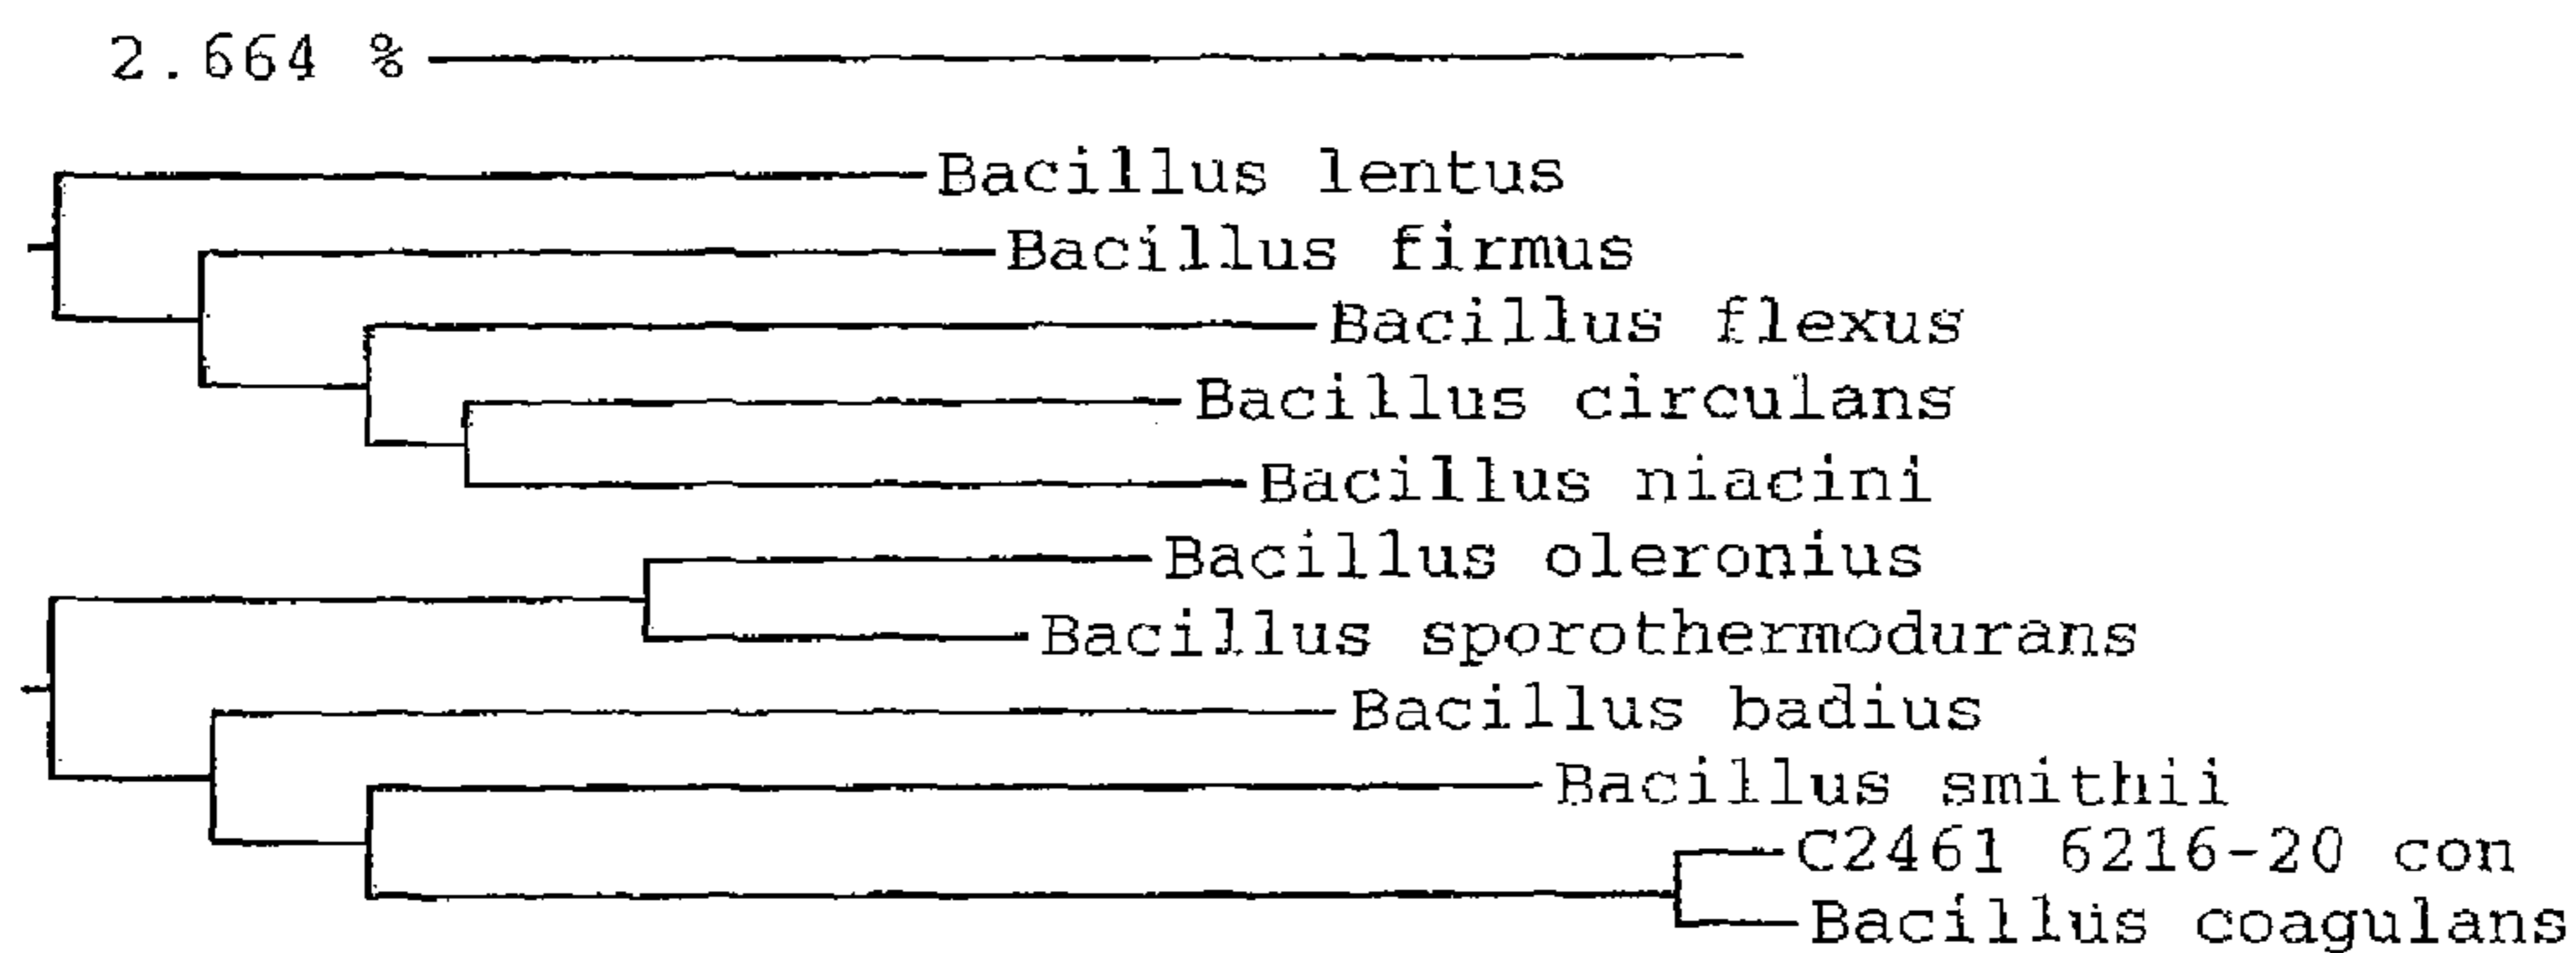 2.664 %
Bacillus lentus
Bacillus firmus
Bacillus flexus
Bacillus circulans
Bacillus niacini
Bacillus oleronius
Bacillus sporothermodurans
Bacillus badius
Bacillus smithii
C2461 6216-20 con
Bacillus coagulans